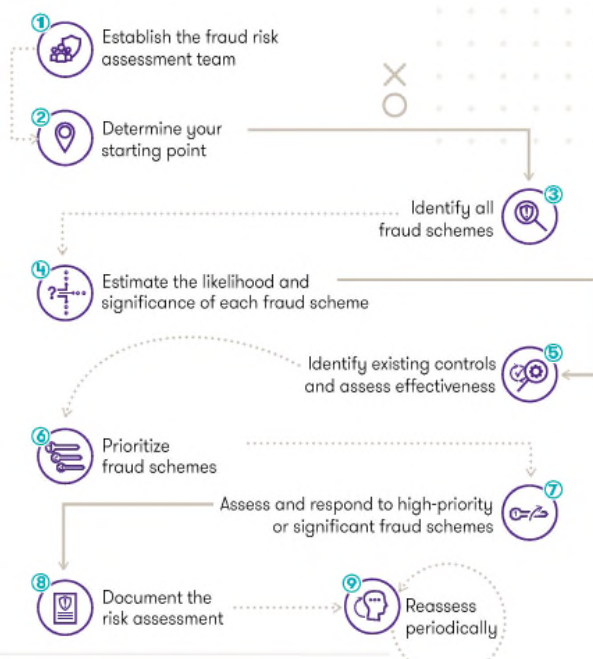 1
Establish the fraud risk
assessment team
2
Determine your
starting point
3
Identify all
fraud schemes
4
?
Estimate the likelihood and
significance of each fraud scheme
5
Identify existing controls
and assess effectiveness
6
Prioritize
fraud schemes
7
Assess and respond to high-priority
or significant fraud schemes
8
Document the
risk assessment
9
Reassess
periodically